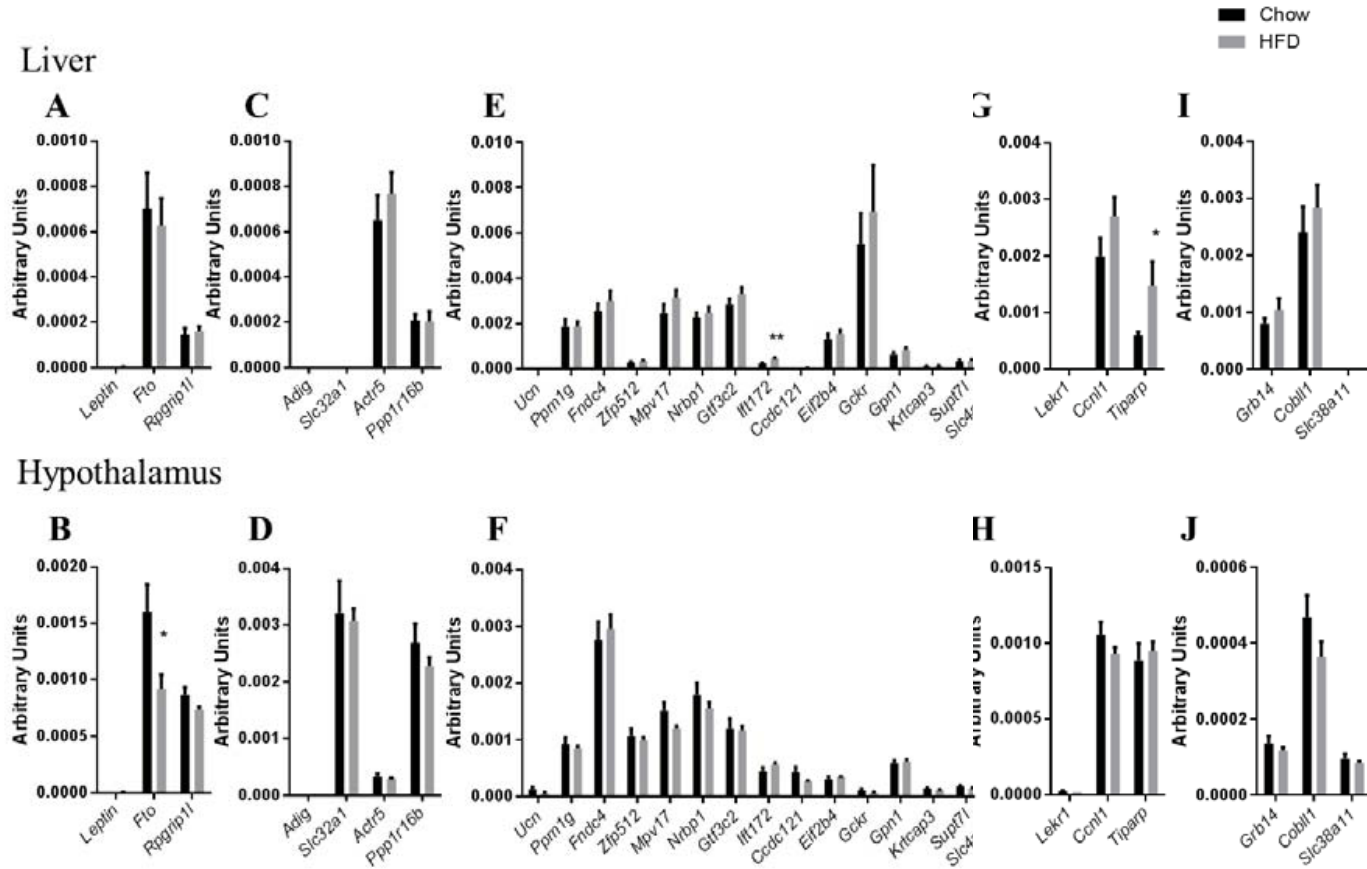 Chow
HFD
Liver
A
C
E
G
I
Arbitrary Units
0.0010
0.0008
0.0006
0.0004
0.0002
0.0000
Leptin
Fto
Rpgrip1l
Arbitrary Units
0.0010
0.0008
0.0006
0.0004
0.0002
0.0000
Adig
Slc32a1
Actr5
Ppp1r16b
Arbitrary Units
0.010
0.008
0.006
0.004
0.002
0.000
**
Ucn
Ppm1g
Fndc4
Zfp512
Mpv17
Nrbp1
Gtf3c2
Ift172
Ccdc121
Eif2b4
Gckr
Gpn1
Krtcap3
Supt7l
Slc4
Arbitrary Units
0.004
0.003
0.002
0.001
0.000
*
Lekr1
Ccnl1
Tiparp
Arbitrary Units
0.004
0.003
0.002
0.001
0.000
Grb14
Cobll1
Slc38a11
Hypothalamus
B
D
F
H
J
Arbitrary Units
0.0020
0.0015
0.0010
0.0005
0.0000
*
Leptin
Fto
Rpgrip1l
Arbitrary Units
0.004
0.003
0.002
0.001
0.000
Adig
Slc32a1
Actr5
Ppp1r16b
Arbitrary Units
0.004
0.003
0.002
0.001
0.000
Ucn
Ppm1g
Fndc4
Zfp512
Mpv17
Nrbp1
Gtf3c2
Ift172
Ccdc121
Eif2b4
Gckr
Gpn1
Krtcap3
Supt7l
Slc4
Arbitrary Units
0.0015
0.0010
0.0005
0.0000
Lekr1
Ccnl1
Tiparp
Arbitrary Units
0.0006
0.0004
0.0002
0.0000
Grb14
Cobll1
Slc38a11